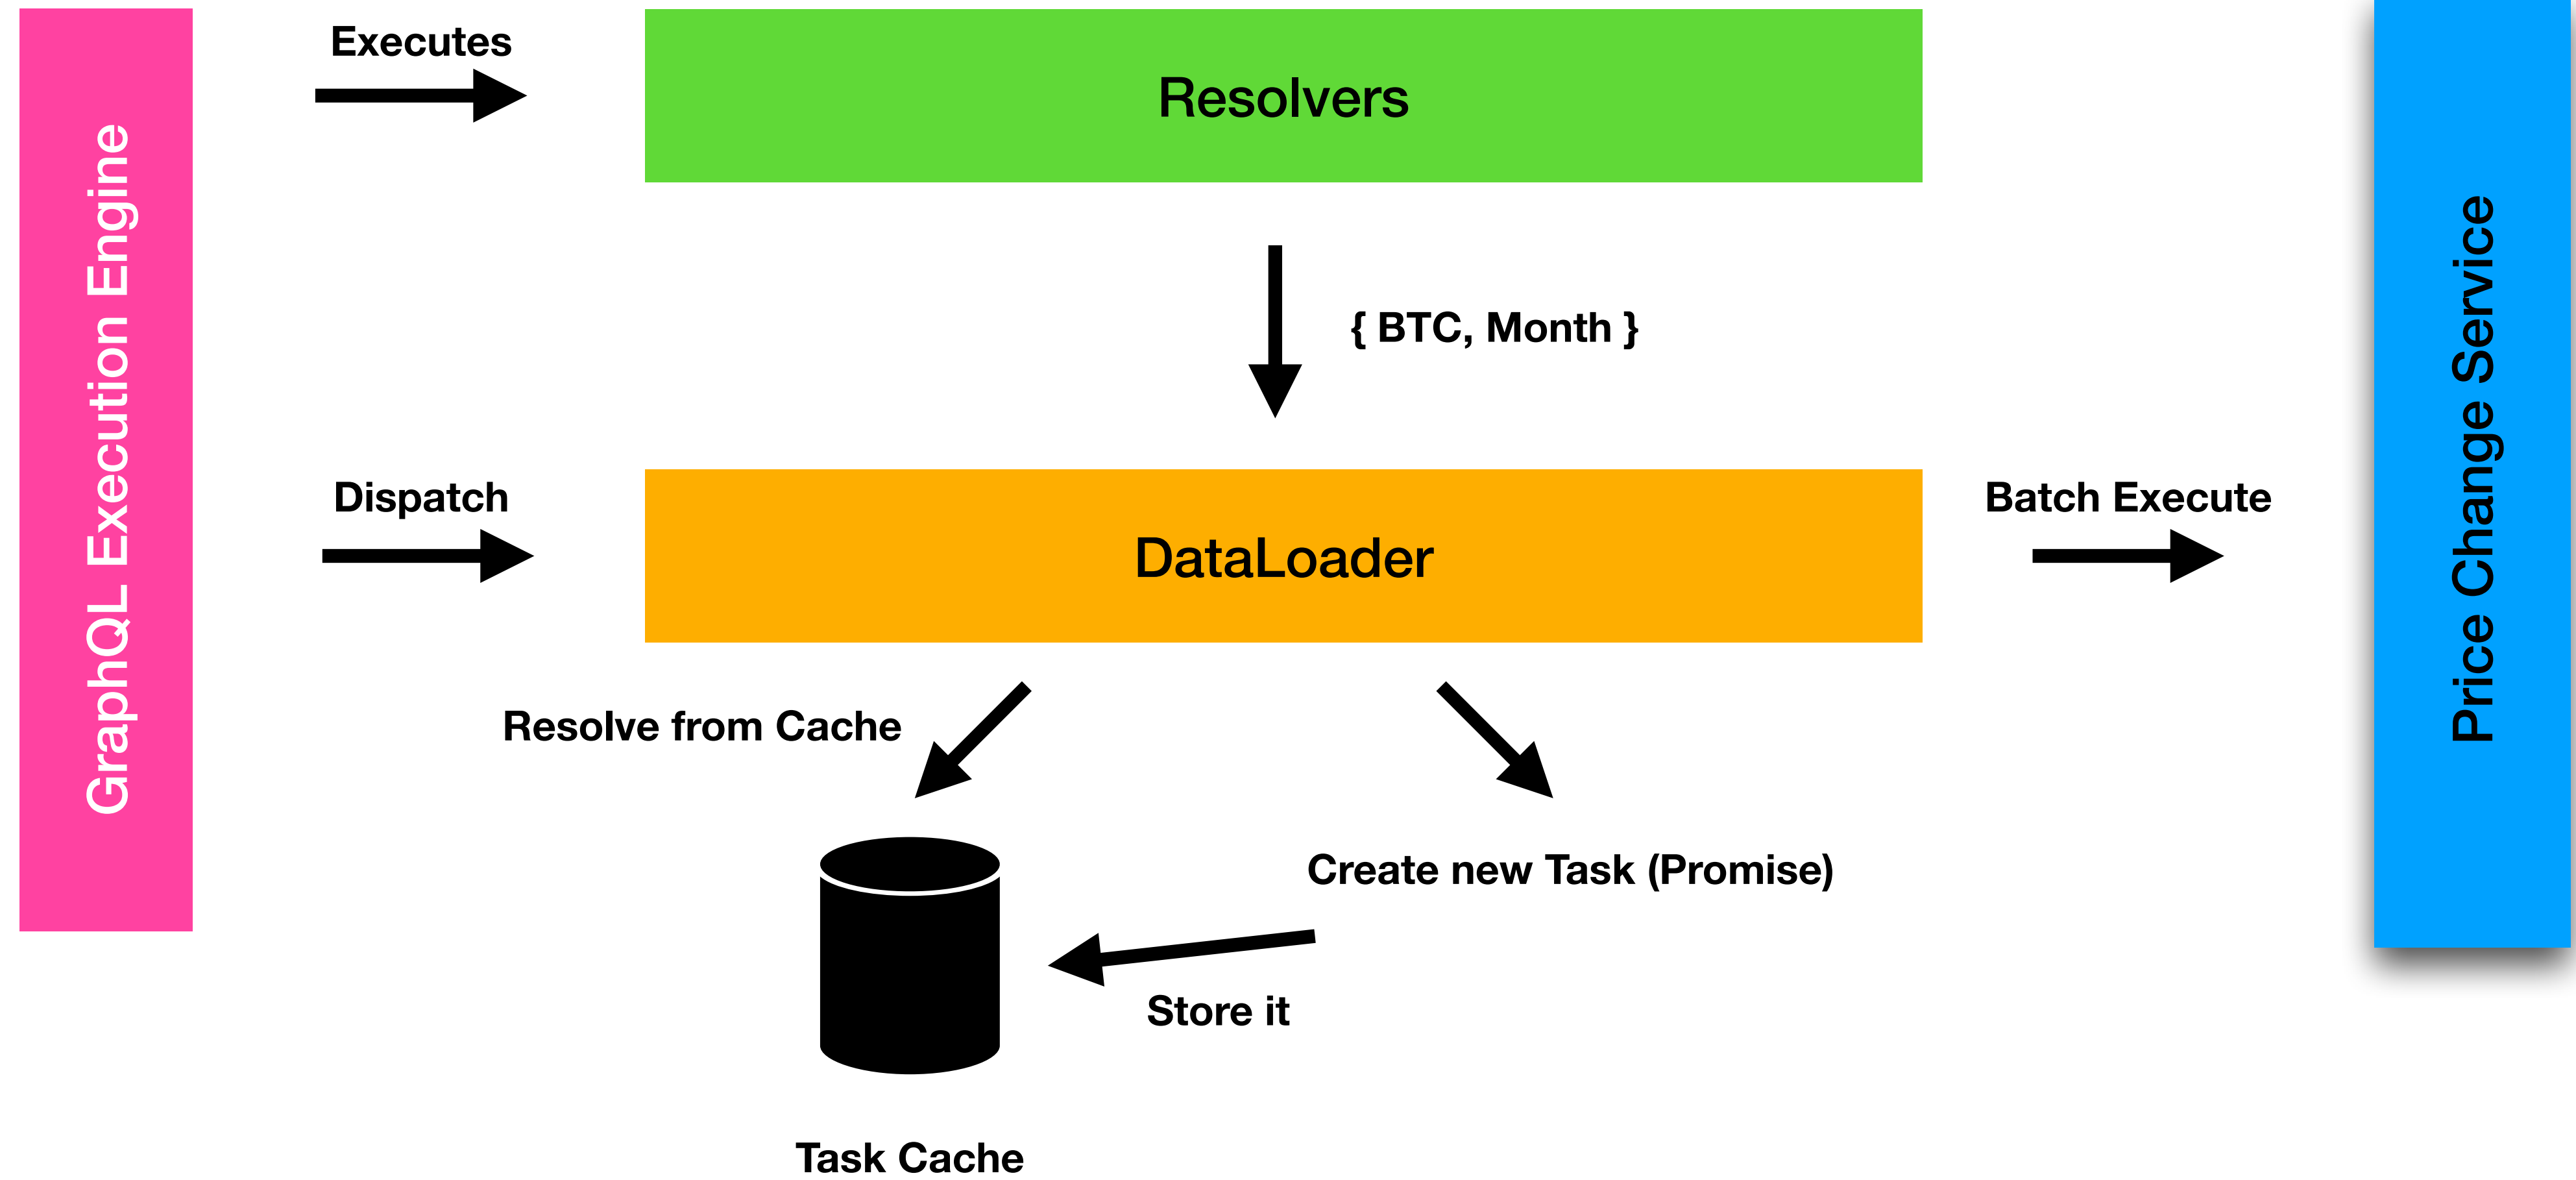 GraphQL Execution Engine
Executes
Resolvers
{ BTC, Month }
Dispatch
DataLoader
Batch Execute
Price Change Service
Resolve from Cache
Create new Task (Promise)
Store it
Task Cache